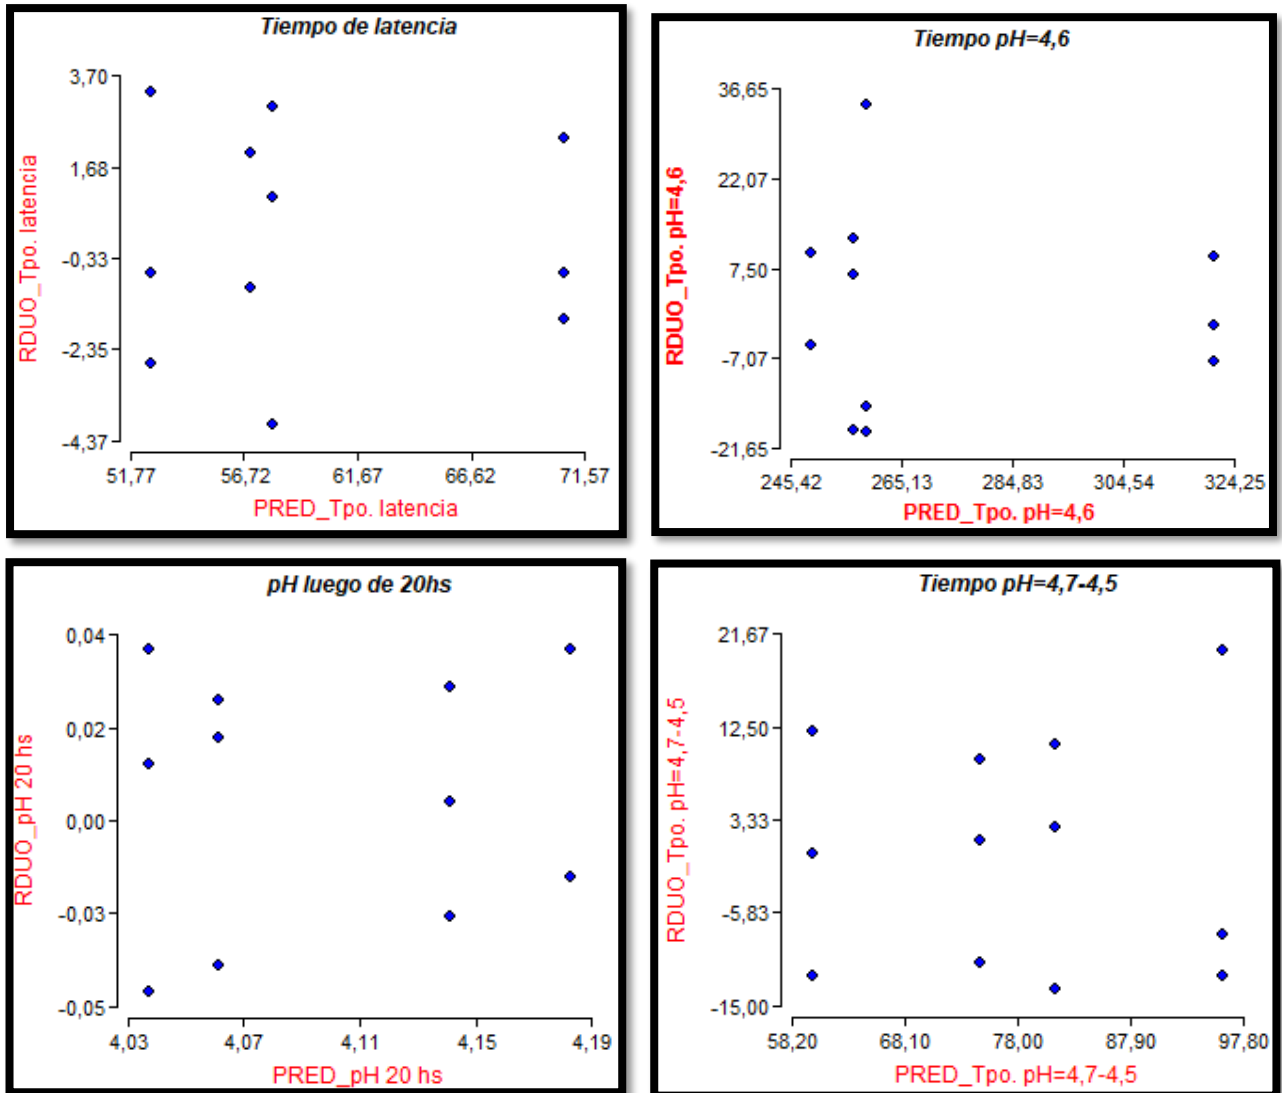 Tiempo de latencia
3,70
1,68
-0,33
-2,35
-4,37
RDUO_Tpo. latencia
51,77 56,72 61,67 66,62 71,57
PRED_Tpo. latencia
Tiempo pH=4,6
36,65
22,07
7,50
-7,07
-21,65
RDUO_Tpo. pH=4,6
245,42 265,13 284,83 304,54 324,25
PRED_Tpo. pH=4,6
pH luego de 20hs
0,04
0,02
0,00
-0,03
-0,05
RDUO_pH 20 hs
4,03 4,07 4,11 4,15 4,19
PRED_pH 20 hs
Tiempo pH=4,7-4,5
21,67
12,50
3,33
-5,83
-15,00
RDUO_Tpo. pH=4,7-4,5
58,20 68,10 78,00 87,90 97,80
PRED_Tpo. pH=4,7-4,5